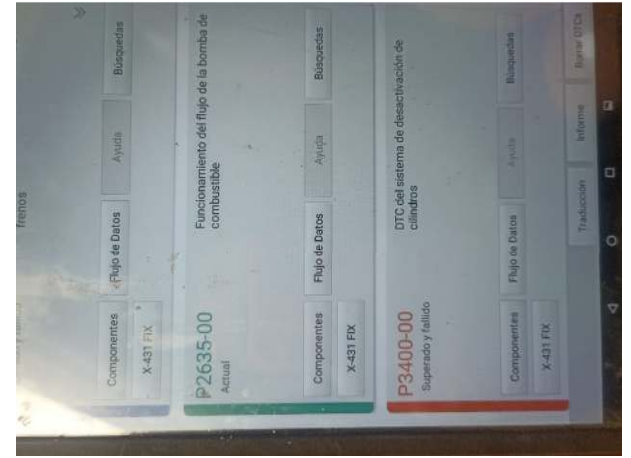 frenos
Componentes
Flujo de Datos
Ayuda
Búsquedas
X-431 FIX
P2635-00
Funcionamiento del flujo de la bomba de
combustible
Actual
Componentes
Flujo de Datos
Ayuda
Búsquedas
X-431 FIX
P3400-00
DTC del sistema de desactivación de
cilindros
Superado y fallido
Componentes
Flujo de Datos
Ayuda
Búsquedas
X-431 FIX
Traducción
Informe
Borrar DTCs